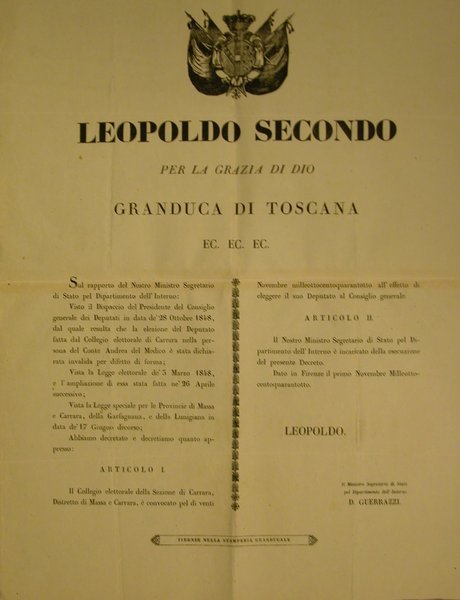 LEOPOLDO SECONDO
PER LA GRAZIA DI DIO
GRANDUCA DI TOSCANA
EC. EC. EC.
Sul rapporto del Nostro Ministro Segretario
di Stato pel Dipartimento dell'Interno:
Visto il Dispaccio del Presidente del Consiglio
generale dei Deputati in data de' 28 Ottobre 1848,
dal quale resulta che la elezione del Deputato
fatta dal Collegio elettorale di Carrara nella per-
sona del Conte Andrea del Medico è stata dichia-
rata invalida per difetto di forma;
Vista la Legge elettorale de' 3 Marzo 1848,
e l'ampliazione di essa stata fatta ne' 26 Aprile
successivo;
Vista la Legge speciale per le Provincie di Massa
e Carrara, della Garfagnana, e della Lunigiana in
data de' 17 Giugno decorso;
Abbiamo decretato e decretiamo quanto ap-
presso:
ARTICOLO I.
Il Collegio elettorale della Sezione di Carrara,
Distretto di Massa e Carrara, è convocato pel dì venti
Novembre milleottocentoquarantotto all'effetto di
eleggere il suo Deputato al Consiglio generale.
ARTICOLO II.
Il Nostro Ministro Segretario di Stato pel Di-
partimento dell'Interno è incaricato della esecuzione
del presente Decreto.
Dato in Firenze il primo Novembre Milleotto-
centoquarantotto.
LEOPOLDO.
Il Ministro Segretario di Stato
pel Dipartimento dell'Interno
D. GUERRAZZI.
FIRENZE NELLA STAMPERIA GRANDUCALE